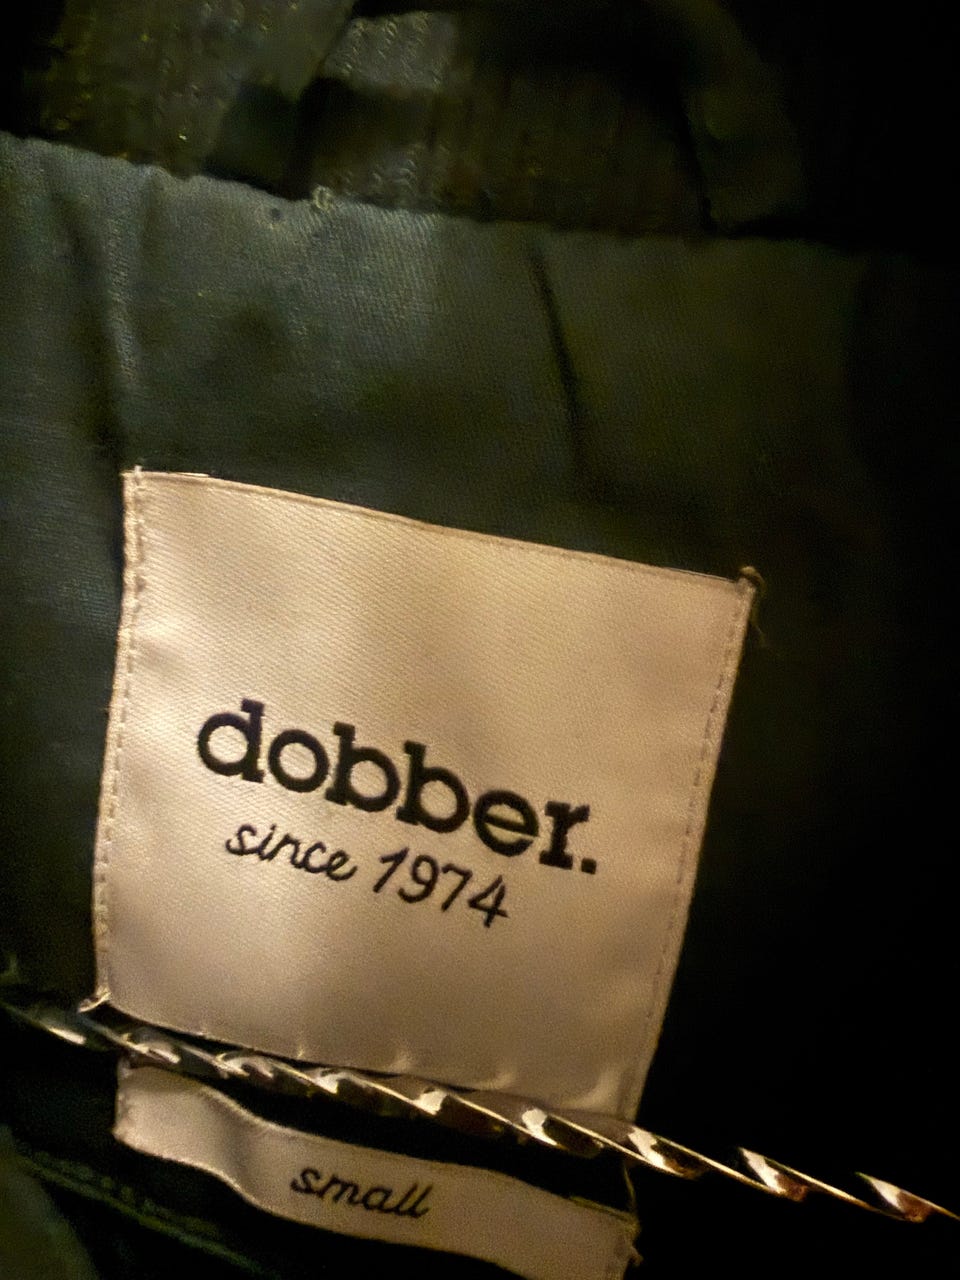 dobber.
since 1974
small